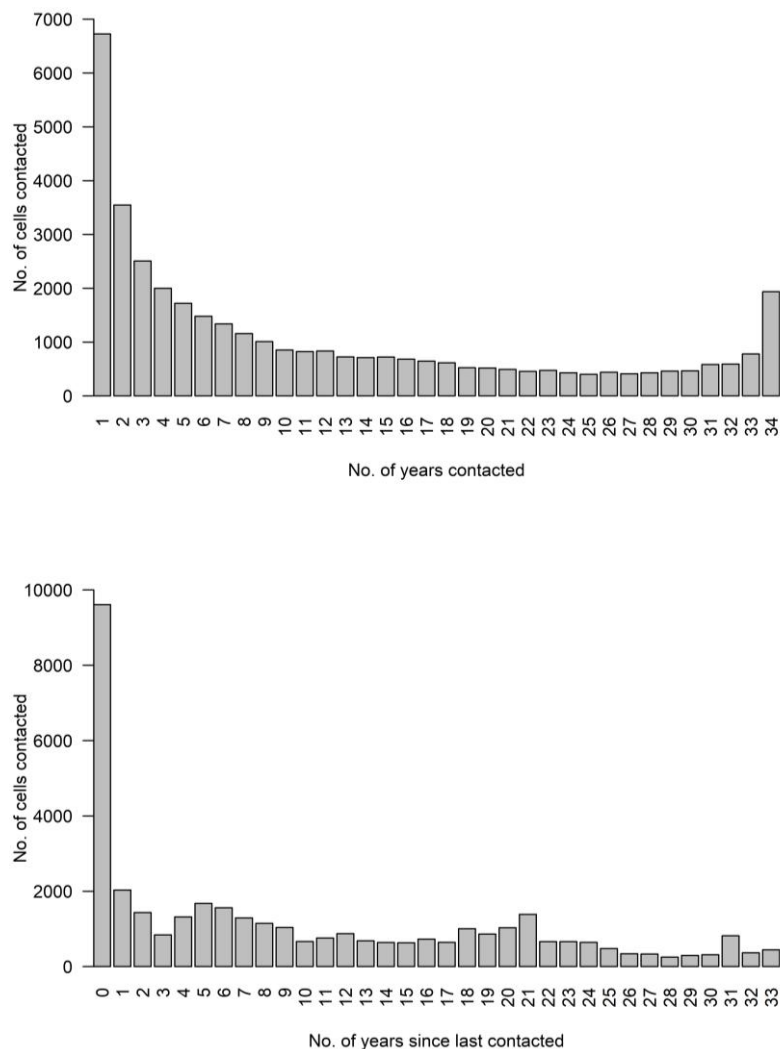 7000
6000
5000
4000
3000
2000
1000
0
No. of cells contacted
1 2 3 4 5 6 7 8 9 10 11 12 13 14 15 16 17 18 19 20 21 22 23 24 25 26 27 28 29 30 31 32 33 34
No. of years contacted
10000
8000
6000
4000
2000
0
No. of cells contacted
0 1 2 3 4 5 6 7 8 9 10 11 12 13 14 15 16 17 18 19 20 21 22 23 24 25 26 27 28 29 30 31 32 33
No. of years since last contacted